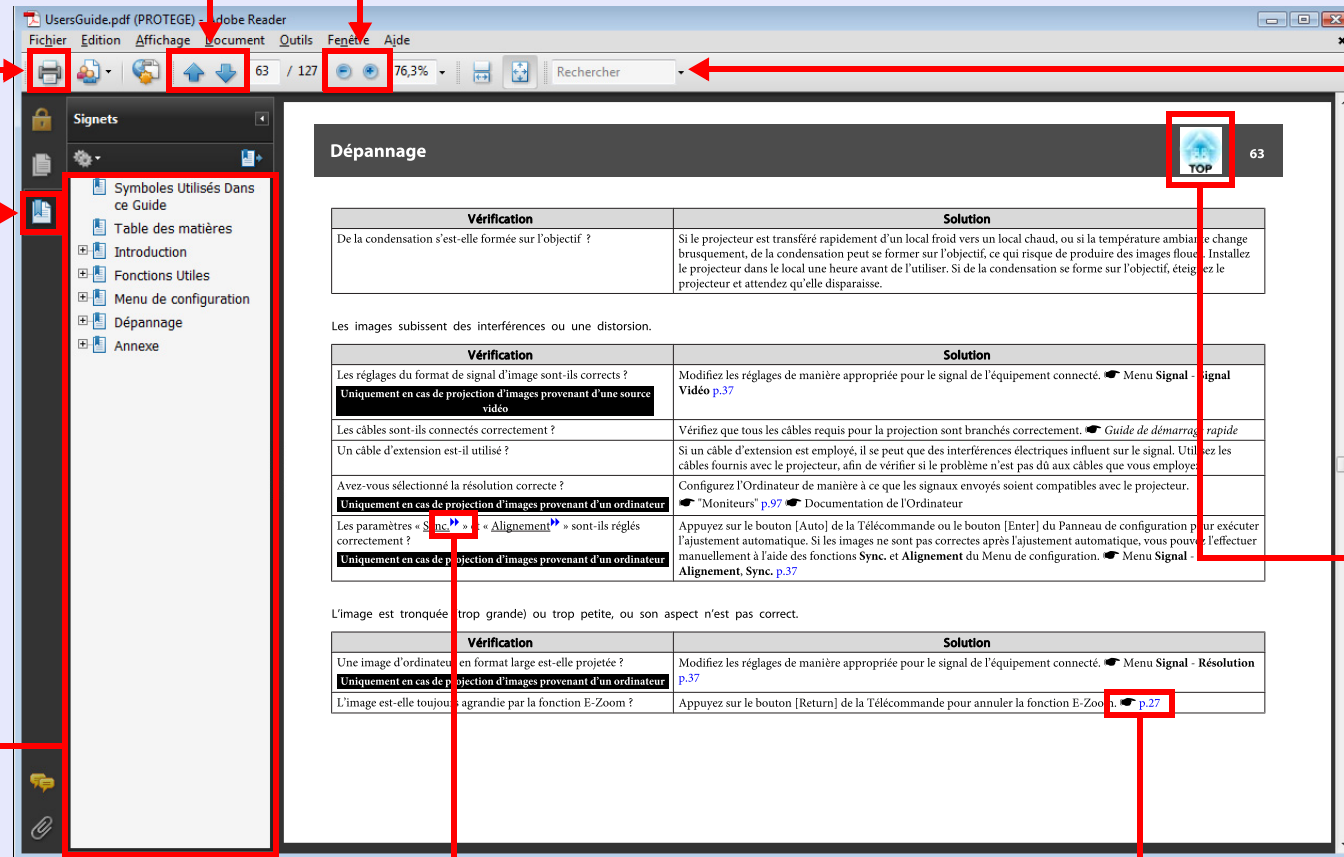 UsersGuide.pdf (PROTEGE) - Adobe Reader
Fichier Edition Affichage Document Outils Fenêtre Aide
63 / 127 76,3% Rechercher
Signets
Symboles Utilisés Dans
ce Guide
Table des matières
Introduction
Fonctions Utiles
Menu de configuration
Dépannage
Annexe
Dépannage
TOP
63
Vérification Solution
De la condensation s'est-elle formée sur l'objectif ?
Si le projecteur est transféré rapidement d'un local froid vers un local chaud, ou si la température ambiante change
brusquement, de la condensation peut se former sur l'objectif, ce qui risque de produire des images floues. Installez
le projecteur dans le local une heure avant de l'utiliser. Si de la condensation se forme sur l'objectif, éteignez le
projecteur et attendez qu'elle disparaisse.
Les images subissent des interférences ou une distorsion.
Vérification Solution
Les réglages du format de signal d'image sont-ils corrects ?
Uniquement en cas de projection d'images provenant d'une source
vidéo
Modifiez les réglages de manière appropriée pour le signal de l'équipement connecté. ☛ Menu Signal - Signal
Vidéo p.37
Les câbles sont-ils connectés correctement ?
Vérifiez que tous les câbles requis pour la projection sont branchés correctement. ☛ Guide de démarrage rapide
Un câble d'extension est-il utilisé ?
Si un câble d'extension est employé, il se peut que des interférences électriques influent sur le signal. Utilisez les
câbles fournis avec le projecteur, afin de vérifier si le problème n'est pas dû aux câbles que vous employez.
Avez-vous sélectionné la résolution correcte ?
Uniquement en cas de projection d'images provenant d'un ordinateur
Configurez l'Ordinateur de manière à ce que les signaux envoyés soient compatibles avec le projecteur.
☛ "Moniteurs" p.97 ☛ Documentation de l'Ordinateur
Les paramètres « Sync. » et « Alignement » sont-ils réglés
correctement ?
Uniquement en cas de projection d'images provenant d'un ordinateur
Appuyez sur le bouton [Auto] de la Télécommande ou le bouton [Enter] du Panneau de configuration pour exécuter
l'ajustement automatique. Si les images ne sont pas correctes après l'ajustement automatique, vous pouvez l'effectuer
manuellement à l'aide des fonctions Sync. et Alignement du Menu de configuration. ☛ Menu Signal -
Alignement, Sync. p.37
L'image est tronquée (trop grande) ou trop petite, ou son aspect n'est pas correct.
Vérification Solution
Une image d'ordinateur en format large est-elle projetée ?
Uniquement en cas de projection d'images provenant d'un ordinateur
Modifiez les réglages de manière appropriée pour le signal de l'équipement connecté. ☛ Menu Signal - Résolution
p.37
L'image est-elle toujours agrandie par la fonction E-Zoom ?
Appuyez sur le bouton [Return] de la Télécommande pour annuler la fonction E-Zoom. ☛ p.27